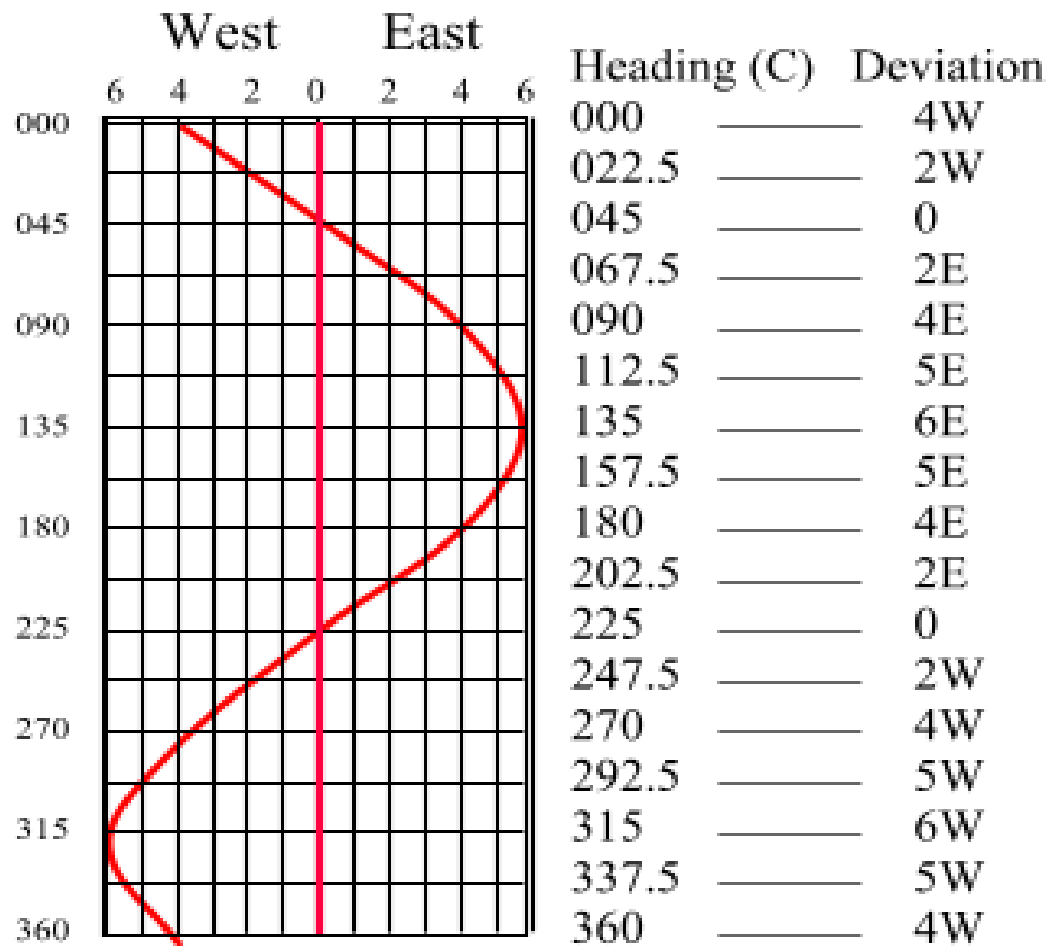 West East
6 4 2 0 2 4 6
000
045
090
135
180
225
270
315
360
Heading (C) Deviation
000 4W
022.5 2W
045 0
067.5 2E
090 4E
112.5 5E
135 6E
157.5 5E
180 4E
202.5 2E
225 0
247.5 2W
270 4W
292.5 5W
315 6W
337.5 5W
360 4W